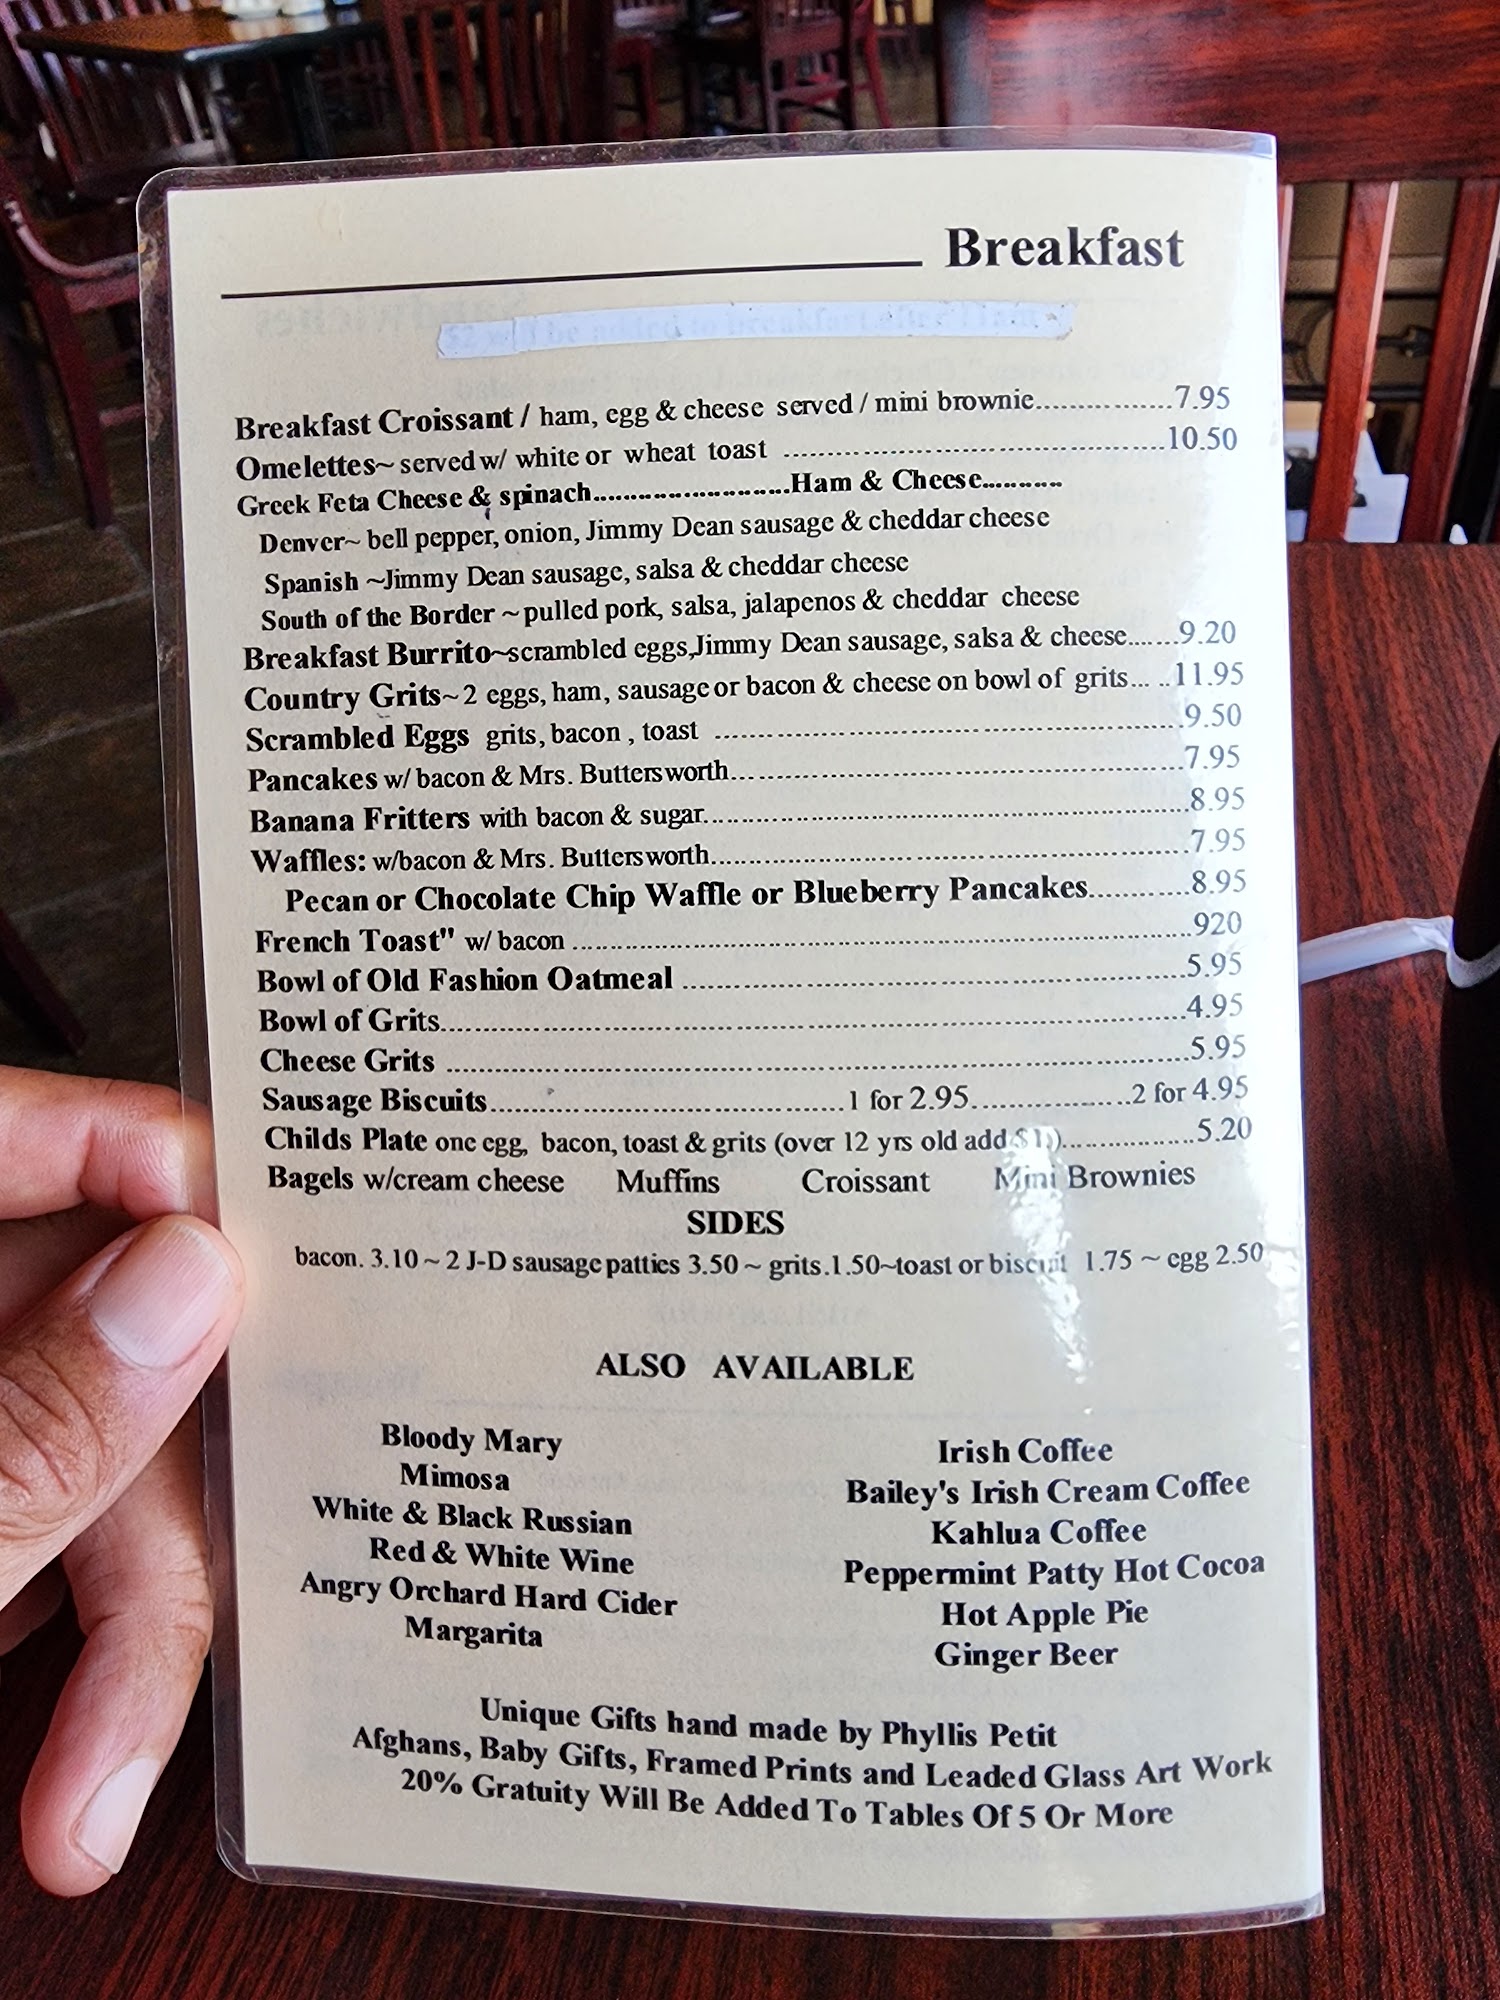 Breakfast
$2 will be added to breakfast after 11am
Breakfast Croissant / ham, egg & cheese served / mini brownie.................7.95
Omelettes~ served w/ white or wheat toast ..........................................10.50
Greek Feta Cheese & spinach..........................Ham & Cheese...........
Denver~ bell pepper, onion, Jimmy Dean sausage & cheddar cheese
Spanish ~Jimmy Dean sausage, salsa & cheddar cheese
South of the Border ~ pulled pork, salsa, jalapenos & cheddar cheese
Breakfast Burrito~scrambled eggs,Jimmy Dean sausage, salsa & cheese.......9.20
Country Grits~ 2 eggs, ham, sausage or bacon & cheese on bowl of grits... ..11.95
Scrambled Eggs grits, bacon , toast ....................................................9.50
Pancakes w/ bacon & Mrs. Buttersworth..................................................7.95
Banana Fritters with bacon & sugar.....................................................8.95
Waffles: w/bacon & Mrs. Buttersworth....................................................7.95
Pecan or Chocolate Chip Waffle or Blueberry Pancakes............8.95
French Toast" w/ bacon ....................................................................920
Bowl of Old Fashion Oatmeal .......................................................5.95
Bowl of Grits....................................................................................4.95
Cheese Grits ....................................................................................5.95
Sausage Biscuits........................................1 for 2.95...................2 for 4.95
Childs Plate one egg, bacon, toast & grits (over 12 yrs old add $1.)................5.20
Bagels w/cream cheese Muffins Croissant Mini Brownies
SIDES
bacon. 3.10 ~ 2 J-D sausage patties 3.50 ~ grits.1.50~toast or biscuit 1.75 ~ egg 2.50
ALSO AVAILABLE
Bloody Mary
Mimosa
White & Black Russian
Red & White Wine
Angry Orchard Hard Cider
Margarita
Irish Coffee
Bailey's Irish Cream Coffee
Kahlua Coffee
Peppermint Patty Hot Cocoa
Hot Apple Pie
Ginger Beer
Unique Gifts hand made by Phyllis Petit
Afghans, Baby Gifts, Framed Prints and Leaded Glass Art Work
20% Gratuity Will Be Added To Tables Of 5 Or More